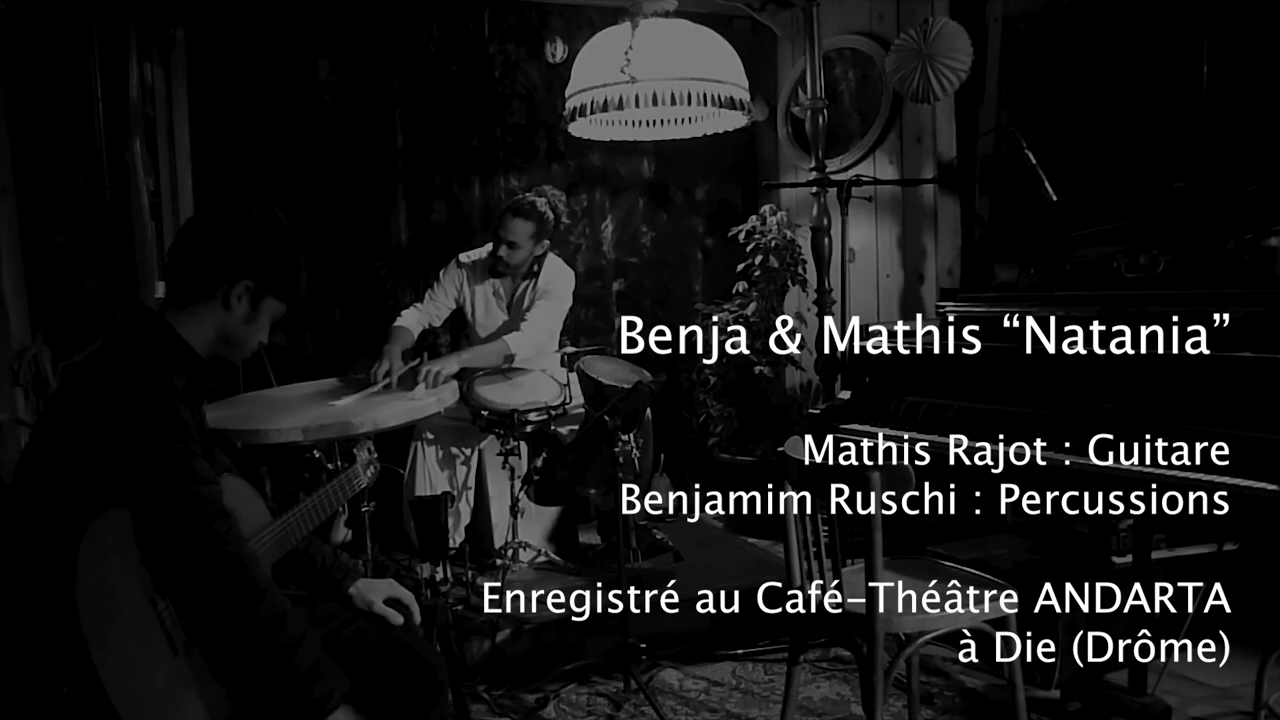 Benja & Mathis “Natania”
Mathis Rajot : Guitare
Benjamim Ruschi : Percussions
Enregistré au Café-Théâtre ANDARTA
à Die (Drôme)